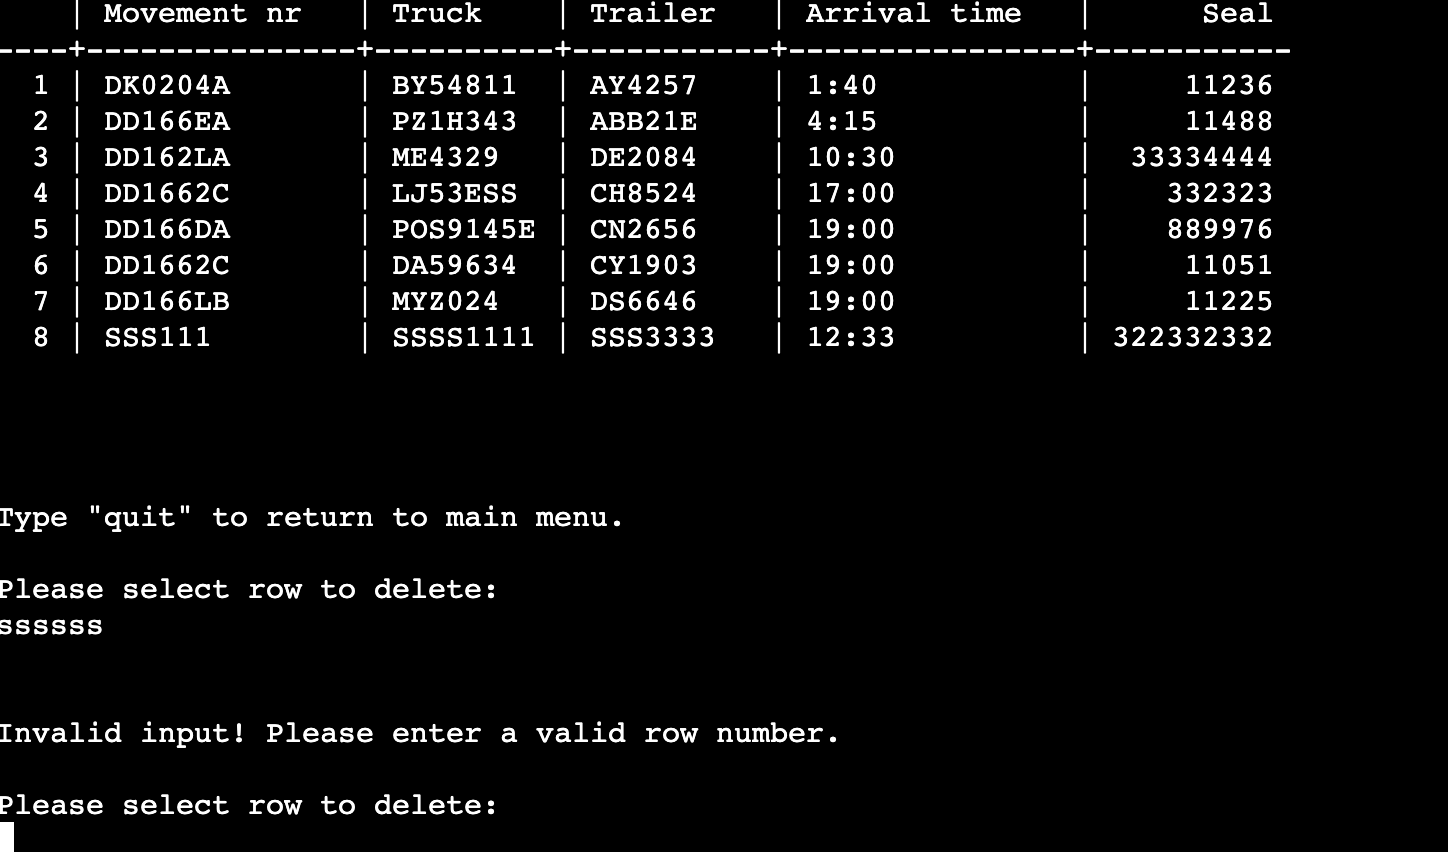 | Movement nr | Truck | Trailer | Arrival time | Seal
----+---------------+----------+-----------+----------------+-----------
1 | DK0204A | BY54811 | AY4257 | 1:40 | 11236
2 | DD166EA | PZ1H343 | ABB21E | 4:15 | 11488
3 | DD162LA | ME4329 | DE2084 | 10:30 | 33334444
4 | DD1662C | LJ53ESS | CH8524 | 17:00 | 332323
5 | DD166DA | POS9145E | CN2656 | 19:00 | 889976
6 | DD1662C | DA59634 | CY1903 | 19:00 | 11051
7 | DD166LB | MYZ024 | DS6646 | 19:00 | 11225
8 | SSS111 | SSSS1111 | SSS3333 | 12:33 | 322332332
Type "quit" to return to main menu.
Please select row to delete:
ssssss
Invalid input! Please enter a valid row number.
Please select row to delete: